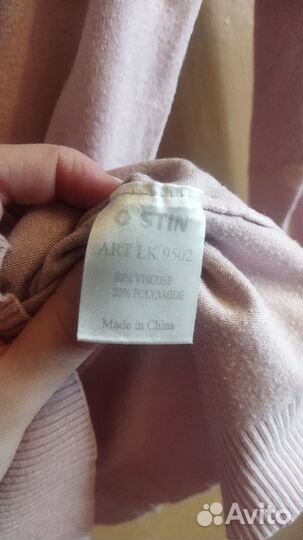 O'STIN
ART LK 9502
80% VISCOSE
20% POLYAMIDE
Made in China
Avito